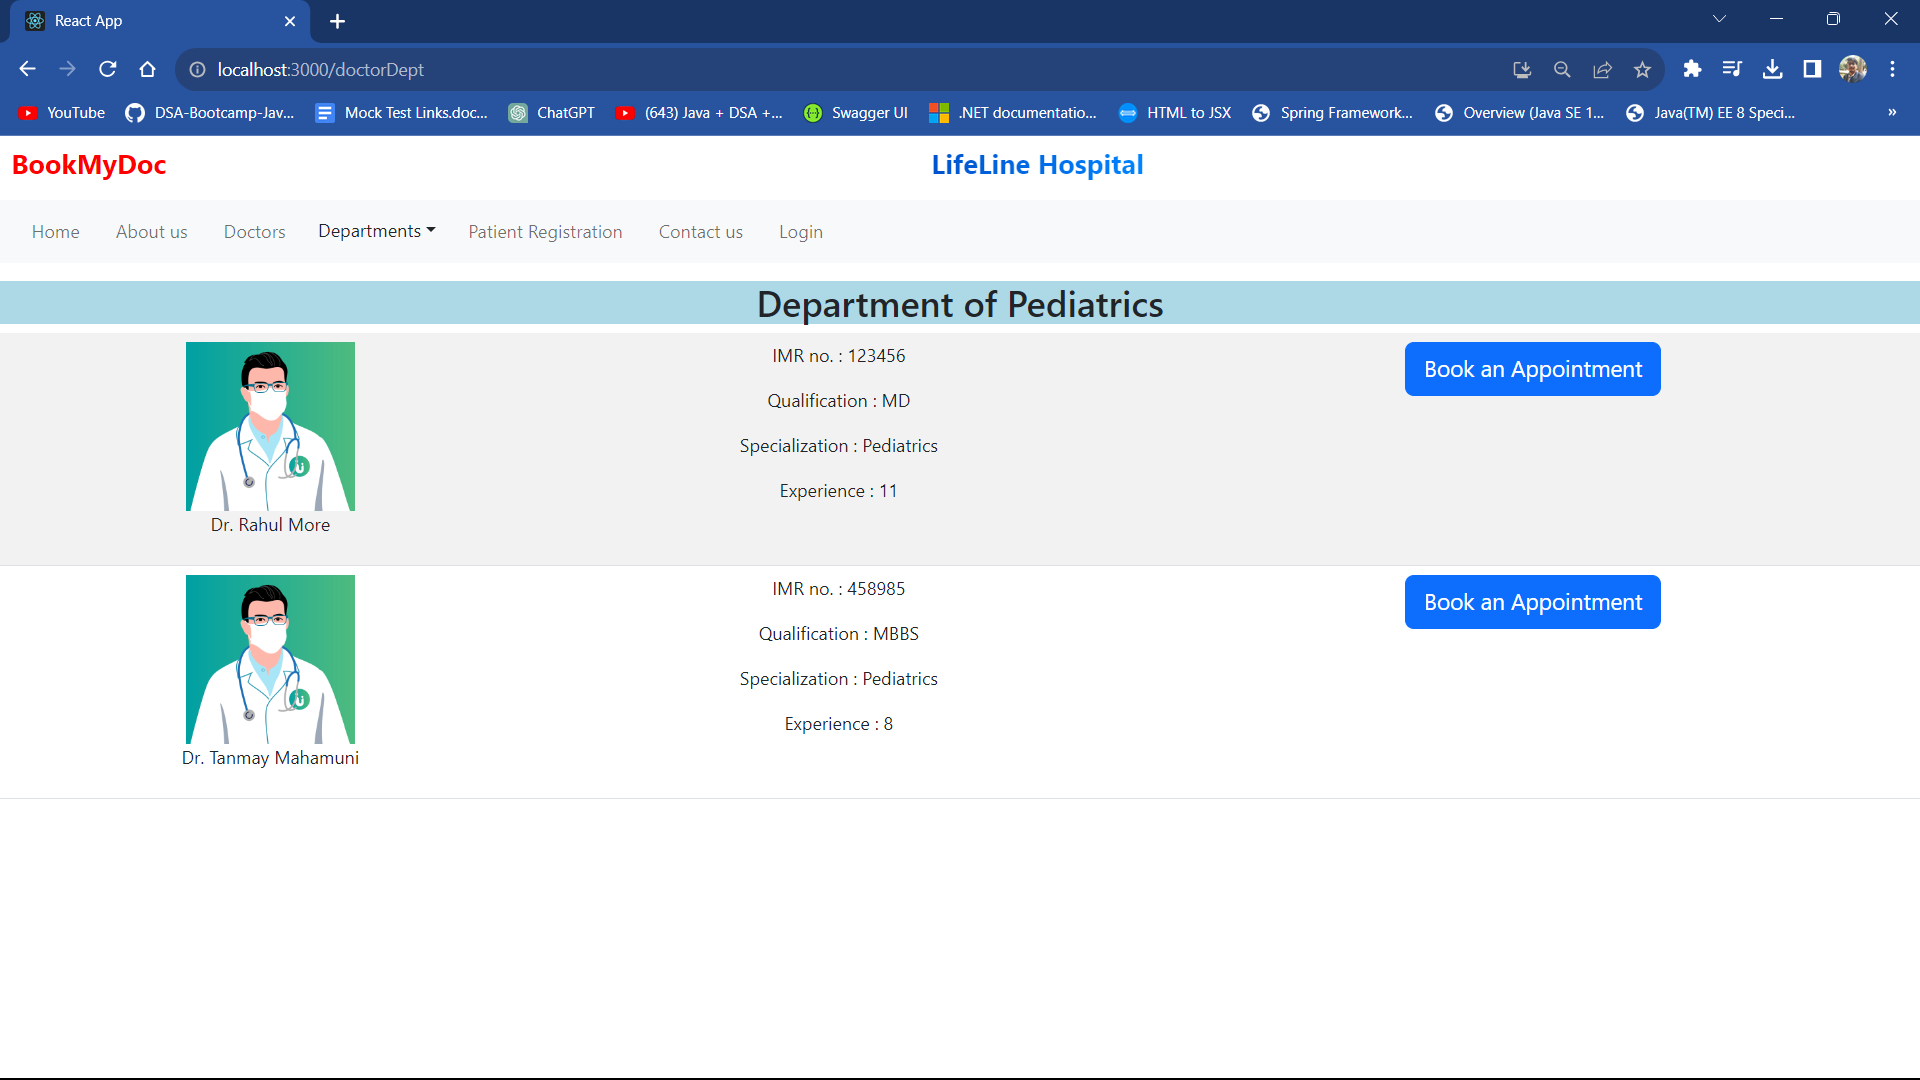 React App
localhost:3000/doctorDept
YouTube DSA-Bootcamp-Jav... Mock Test Links.doc... ChatGPT (643) Java + DSA +... Swagger UI .NET documentatio... HTML to JSX Spring Framework... Overview (Java SE 1... Java(TM) EE 8 Speci... »
BookMyDoc LifeLine Hospital
Home About us Doctors Departments Patient Registration Contact us Login
Department of Pediatrics
IMR no. : 123456
Book an Appointment
Qualification : MD
Specialization : Pediatrics
Experience : 11
Dr. Rahul More
IMR no. : 458985
Book an Appointment
Qualification : MBBS
Specialization : Pediatrics
Experience : 8
Dr. Tanmay Mahamuni